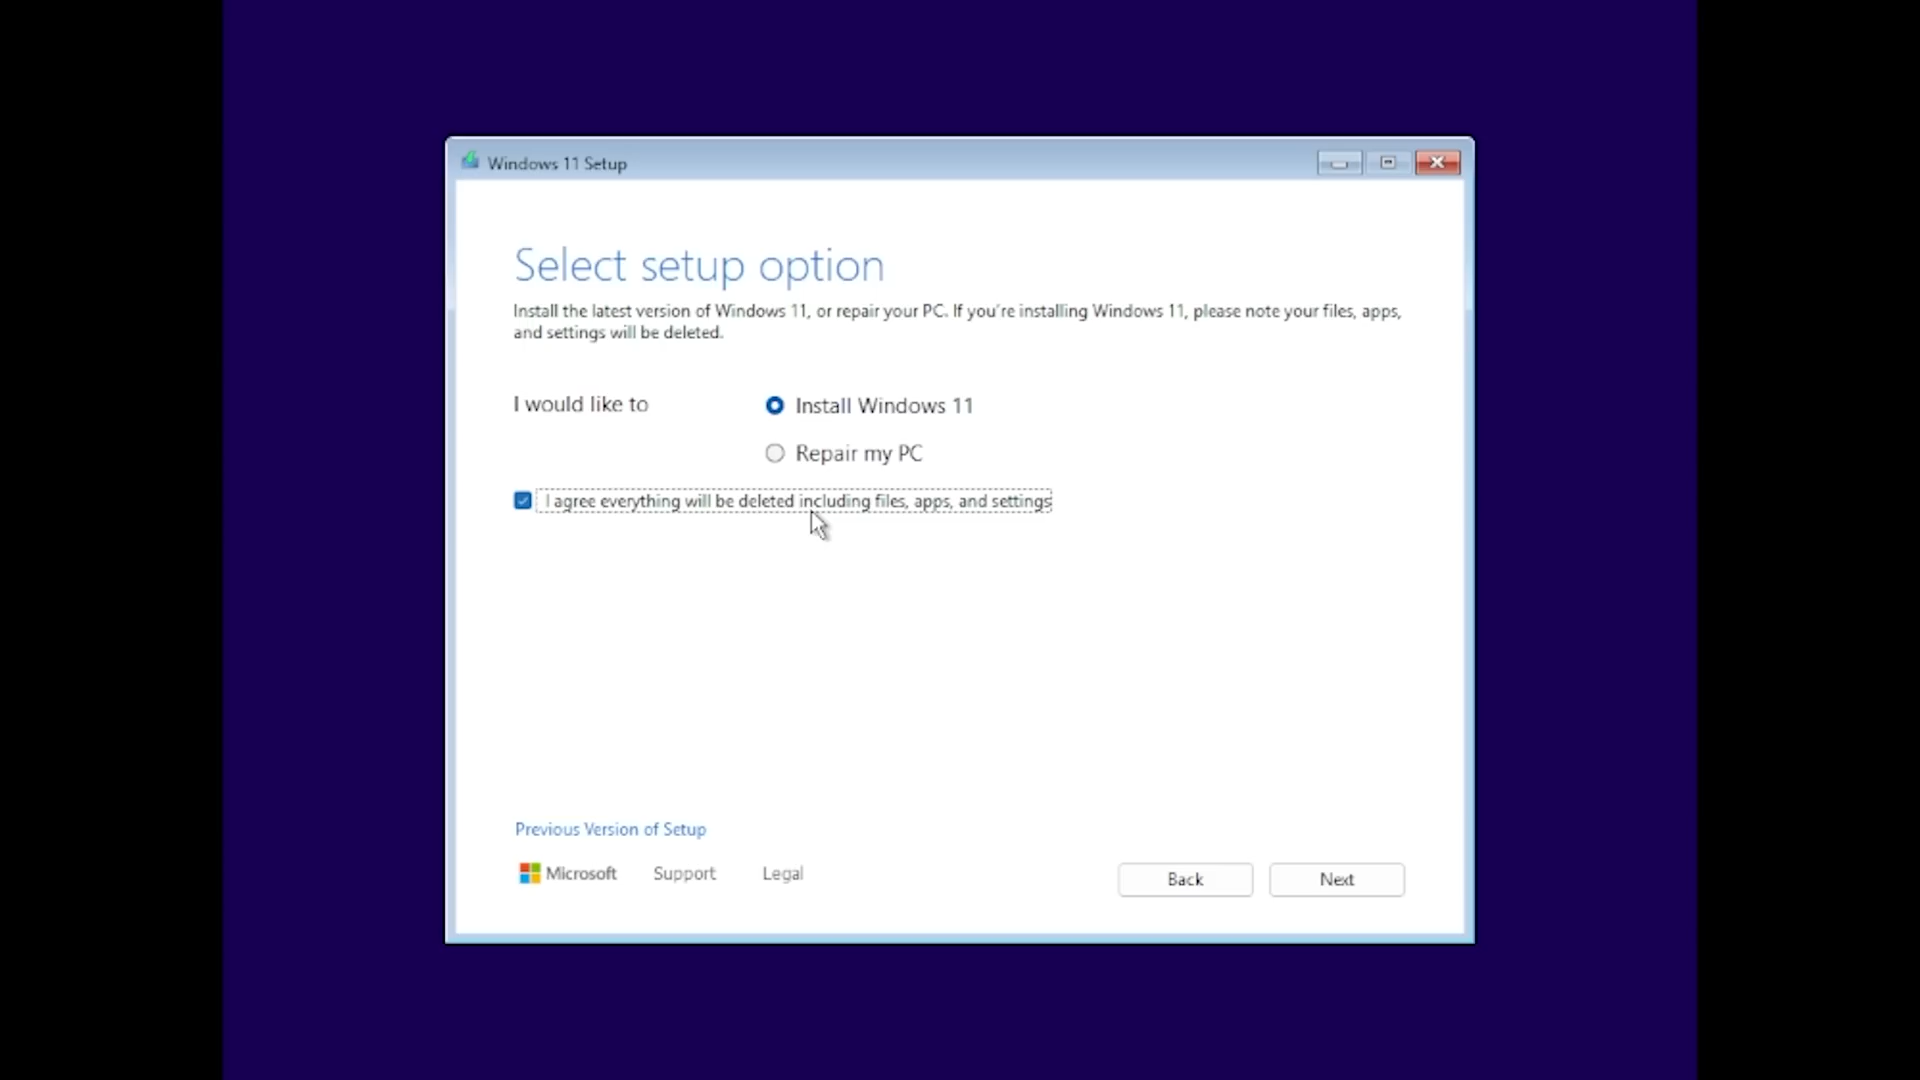 Windows 11 Setup
Select setup option
Install the latest version of Windows 11, or repair your PC. If you're installing Windows 11, please note your files, apps,
and settings will be deleted.
I would like to
Install Windows 11
Repair my PC
I agree everything will be deleted including files, apps, and settings
Previous Version of Setup
Microsoft Support Legal
Back Next